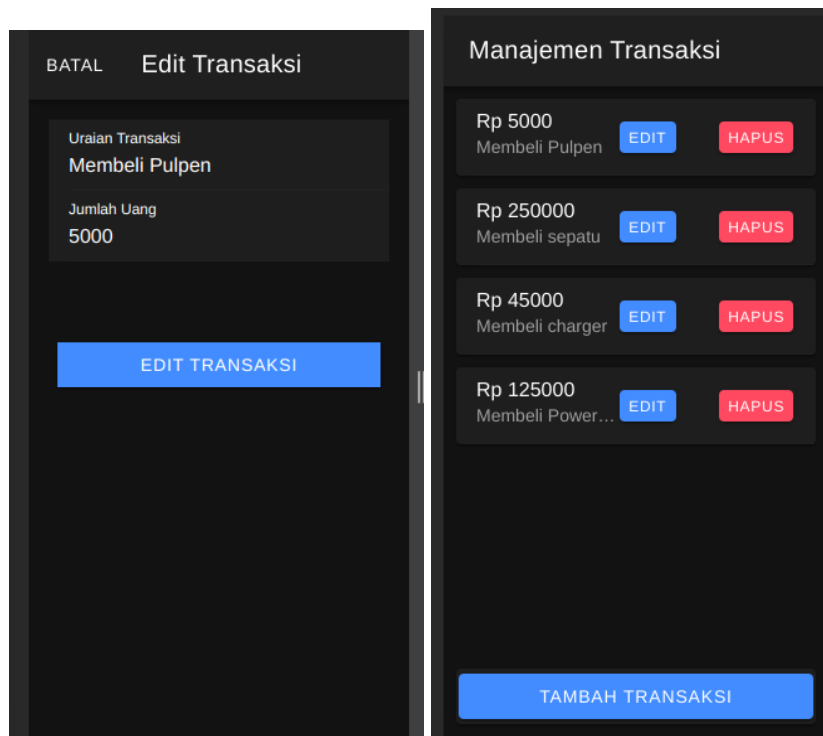 BATAL Edit Transaksi
Uraian Transaksi
Membeli Pulpen
Jumlah Uang
5000
EDIT TRANSAKSI
Manajemen Transaksi
Rp 5000
Membeli Pulpen
EDIT HAPUS
Rp 250000
Membeli sepatu
EDIT HAPUS
Rp 45000
Membeli charger
EDIT HAPUS
Rp 125000
Membeli Power…
EDIT HAPUS
TAMBAH TRANSAKSI